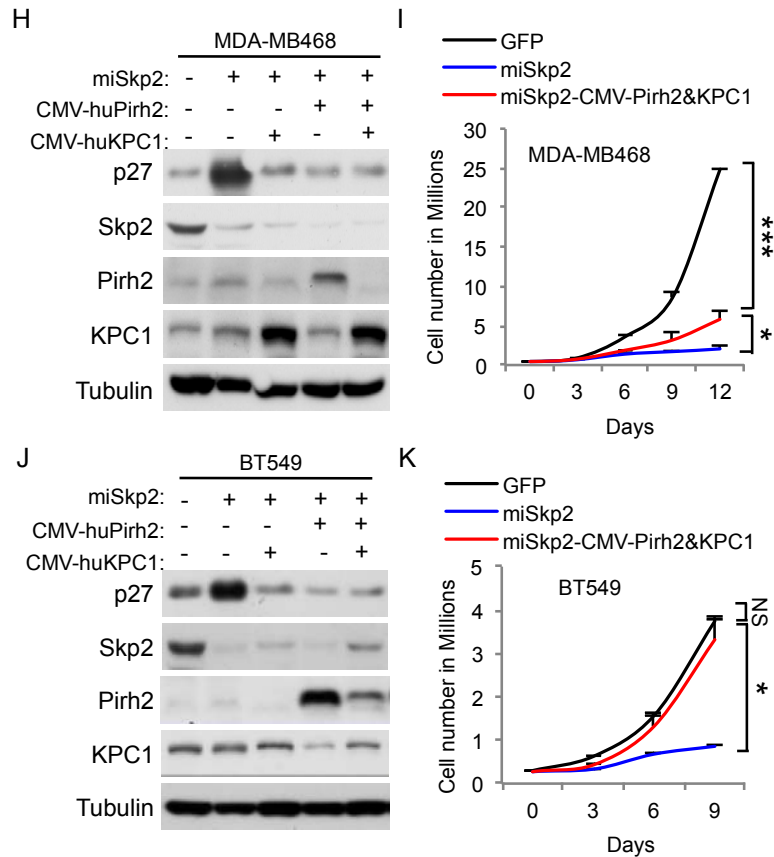 H
MDA-MB468
miSkp2: - + + + +
CMV-huPirh2: - - - + +
CMV-huKPC1: - - + - +
p27
Skp2
Pirh2
KPC1
Tubulin
I
GFP
miSkp2
miSkp2-CMV-Pirh2&KPC1
MDA-MB468
Cell number in Millions
30
25
20
15
10
5
0
0 3 6 9 12
Days
***
*
J
BT549
miSkp2: - + + + +
CMV-huPirh2: - - - + +
CMV-huKPC1: - - + - +
p27
Skp2
Pirh2
KPC1
Tubulin
K
GFP
miSkp2
miSkp2-CMV-Pirh2&KPC1
BT549
Cell number in Millions
5
4
3
2
1
0
0 3 6 9
Days
NS
*